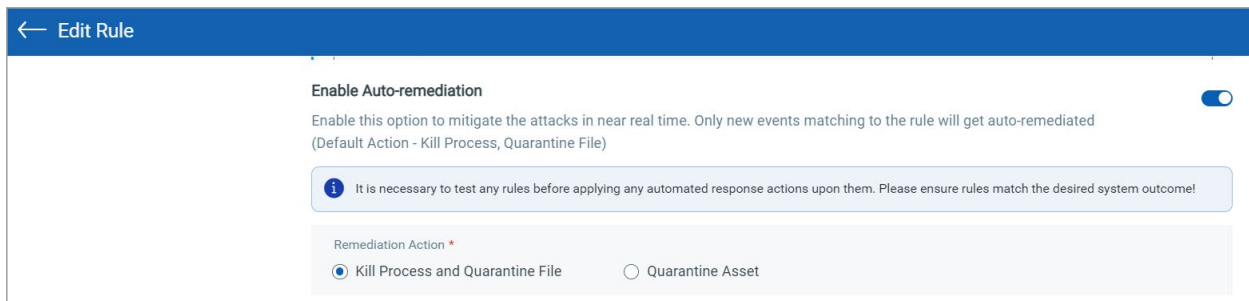 Edit Rule
Enable Auto-remediation
Enable this option to mitigate the attacks in near real time. Only new events matching to the rule will get auto-remediated
(Default Action - Kill Process, Quarantine File)
It is necessary to test any rules before applying any automated response actions upon them. Please ensure rules match the desired system outcome!
Remediation Action *
Kill Process and Quarantine File Quarantine Asset